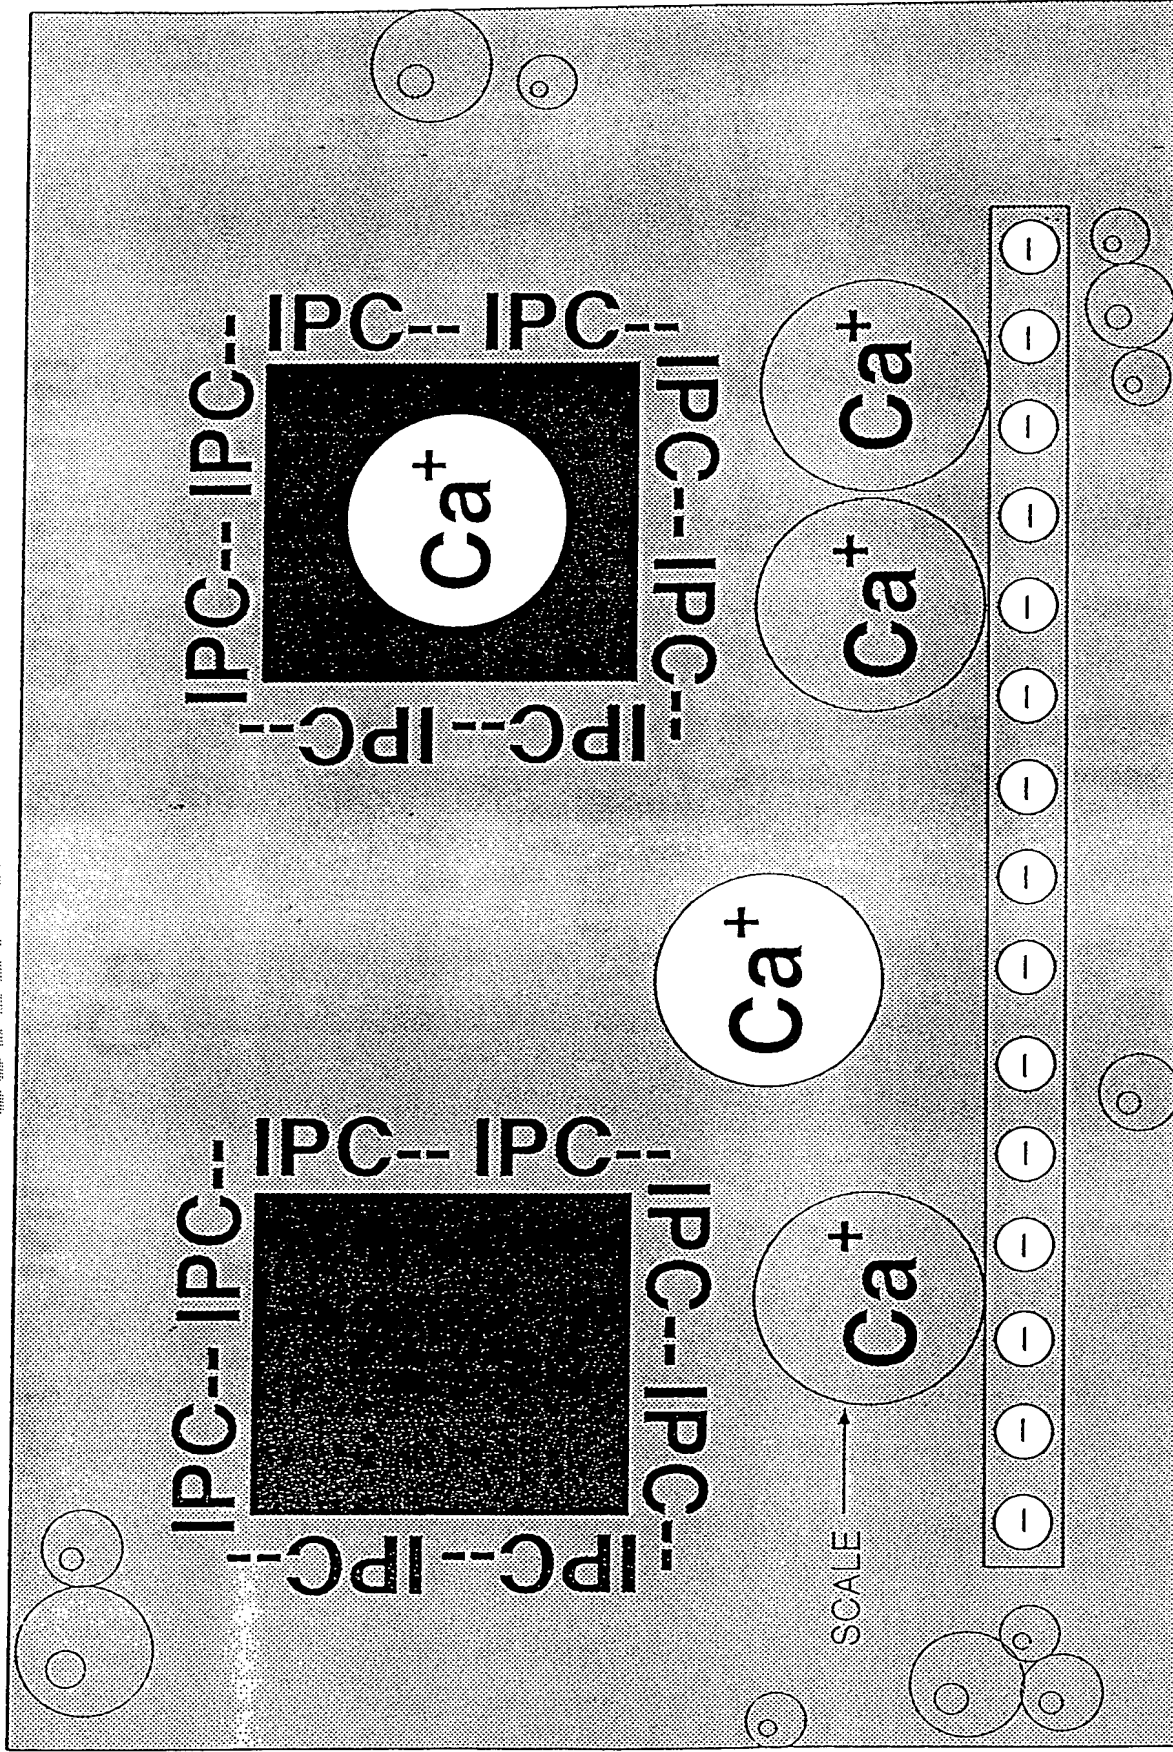 IPC-- IPC-- IPC-- IPC--
IPC-- IPC-- IPC-- IPC--
IPC-- IPC-- IPC-- IPC--
Ca+
IPC-- IPC-- IPC-- IPC--
Ca+
SCALE Ca+ Ca+ Ca+
− − − − − − − − − − − − − − −